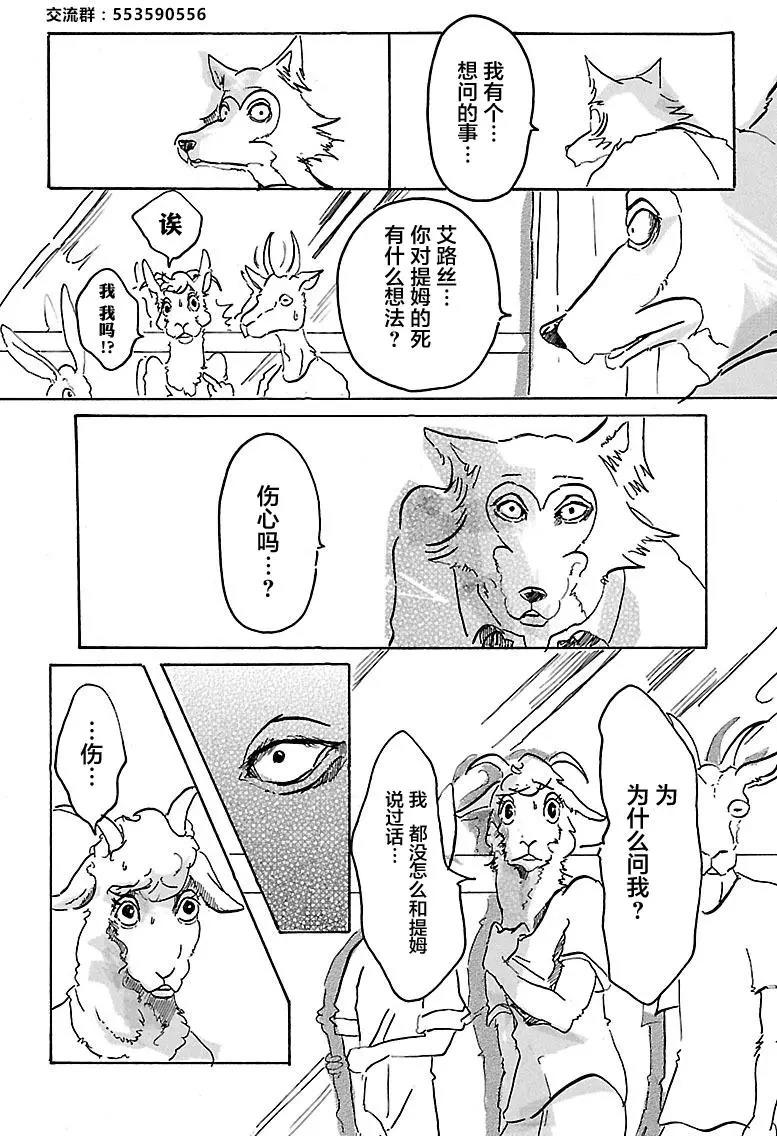 交流群：553590556
我有个…
想问的事…
艾路丝…
你对提姆的死
有什么想法？
诶
我 我吗!?
伤心吗…？
为
为什么问我？
我 都没怎么和提姆
说过话…
…伤…